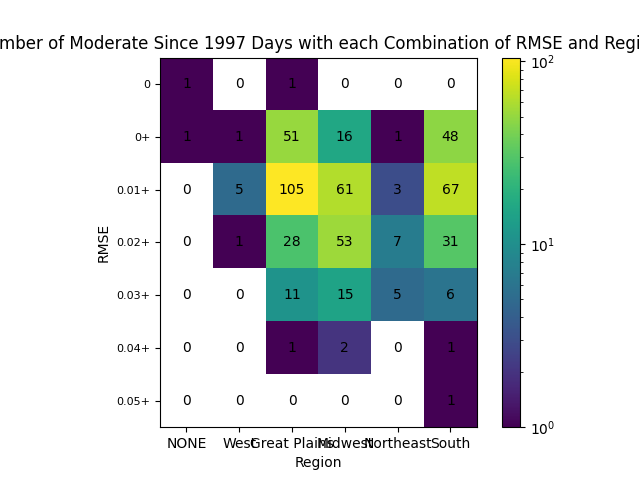 mber of Moderate Since 1997 Days with each Combination of RMSE and Regi
0 1 0 1 0 0 0
0+ 1 1 51 16 1 48
0.01+ 0 5 105 61 3 67
0.02+ 0 1 28 53 7 31
0.03+ 0 0 11 15 5 6
0.04+ 0 0 1 2 0 1
0.05+ 0 0 0 0 0 1
RMSE
NONE West Great Plains Midwest Northeast South
Region
10²
10¹
10⁰